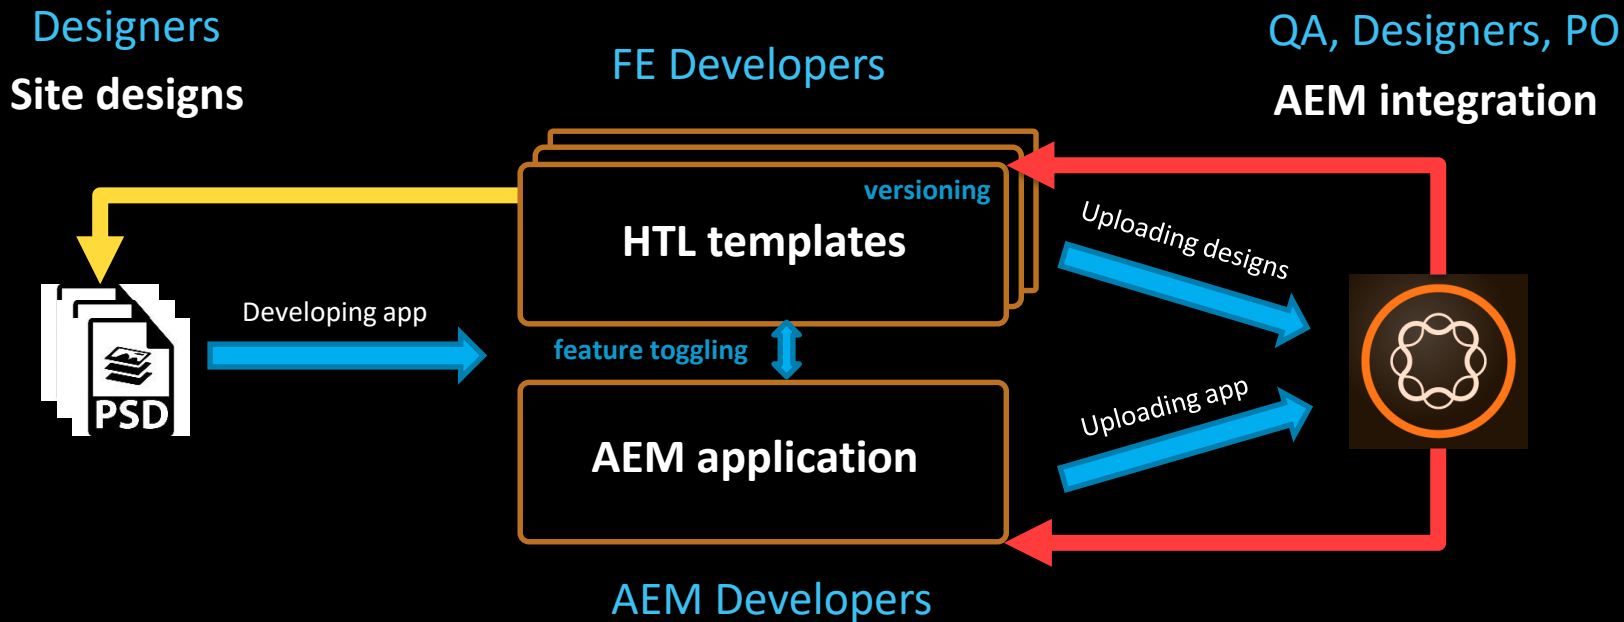 Designers
Site designs
FE Developers
QA, Designers, PO
AEM integration
versioning
HTL templates
Uploading designs
Developing app
feature toggling
PSD
AEM application
Uploading app
AEM Developers